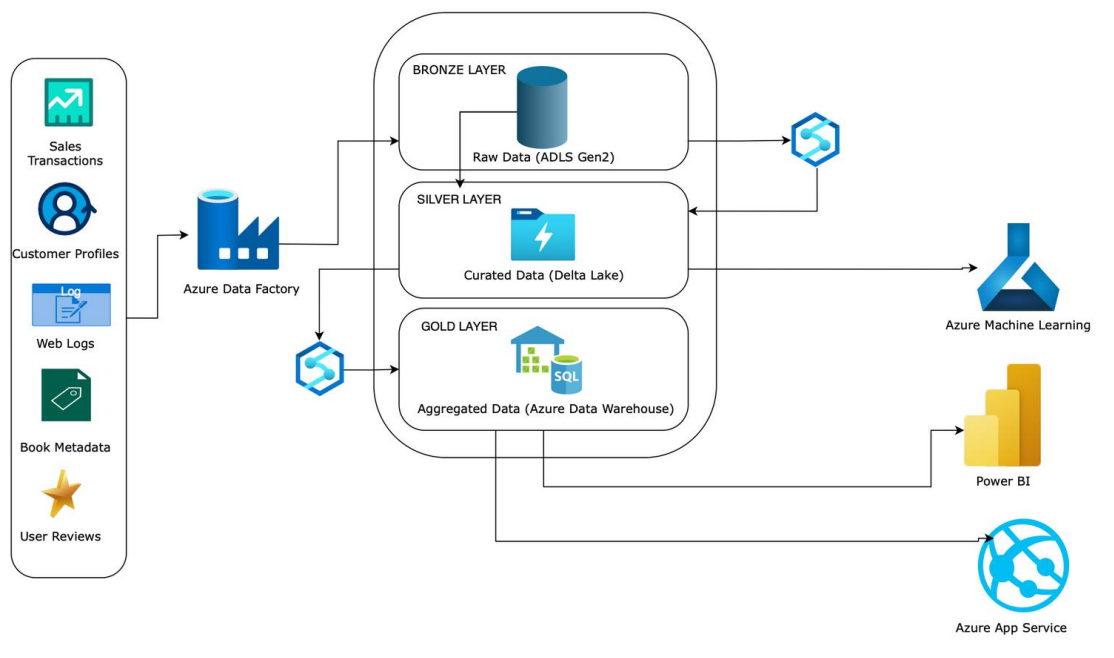 Sales
Transactions
Customer Profiles
Log
Web Logs
Book Metadata
User Reviews
Azure Data Factory
BRONZE LAYER
Raw Data (ADLS Gen2)
SILVER LAYER
Curated Data (Delta Lake)
GOLD LAYER
SQL
Aggregated Data (Azure Data Warehouse)
Azure Machine Learning
Power BI
Azure App Service